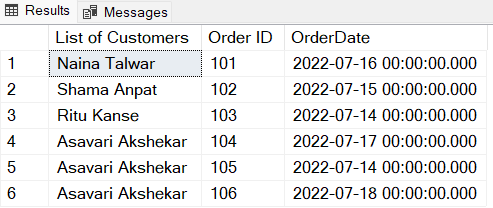 Results Messages
List of Customers Order ID OrderDate
1 Naina Talwar 101 2022-07-16 00:00:00.000
2 Shama Anpat 102 2022-07-15 00:00:00.000
3 Ritu Kanse 103 2022-07-14 00:00:00.000
4 Asavari Akshekar 104 2022-07-17 00:00:00.000
5 Asavari Akshekar 105 2022-07-14 00:00:00.000
6 Asavari Akshekar 106 2022-07-18 00:00:00.000